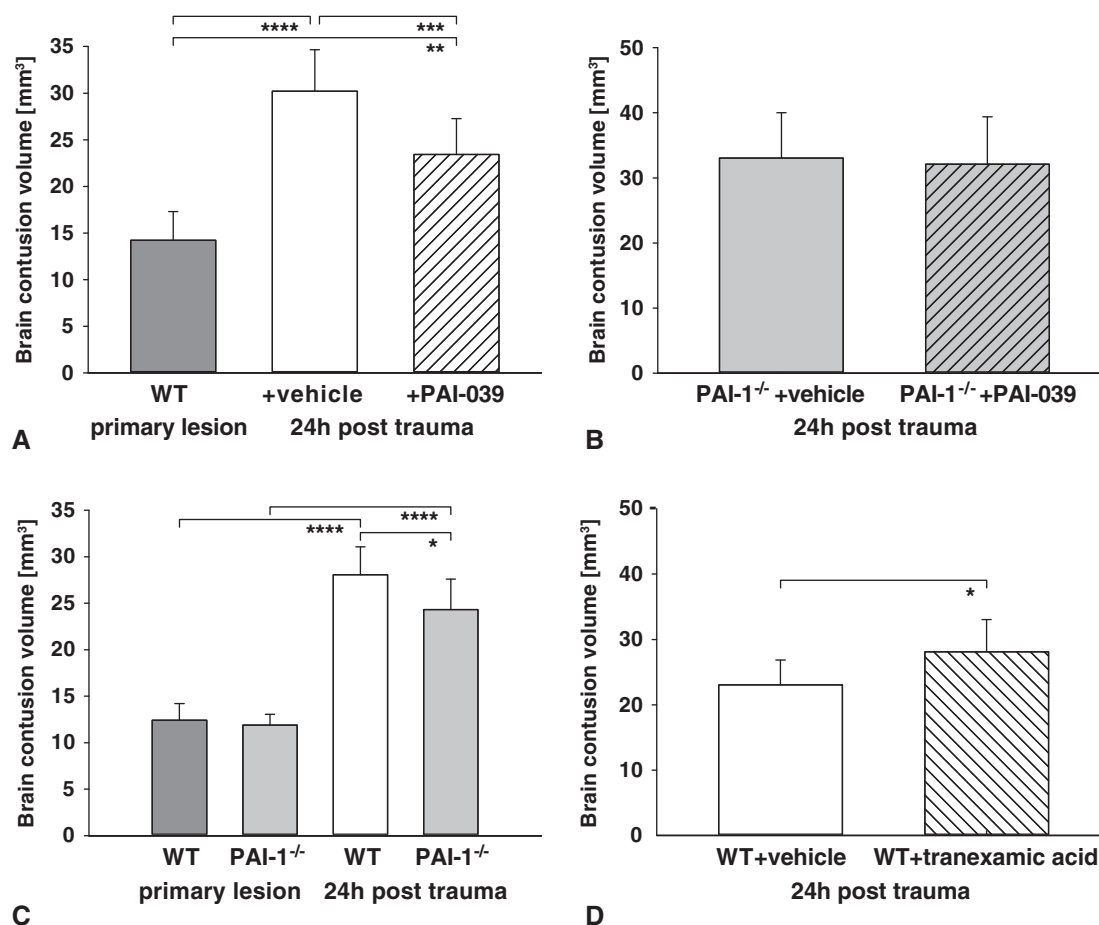 **** ***
**
Brain contusion volume [mm³]
35
30
25
20
15
10
5
0
WT +vehicle +PAI-039
primary lesion 24h post trauma
A
Brain contusion volume [mm³]
50
40
30
20
10
0
PAI-1⁻/⁻ +vehicle PAI-1⁻/⁻ +PAI-039
24h post trauma
B
Brain contusion volume [mm³]
35
30
25
20
15
10
5
0
**** ****
*
WT PAI-1⁻/⁻ WT PAI-1⁻/⁻
primary lesion 24h post trauma
C
Brain contusion volume [mm³]
50
40
30
20
10
0
*
WT+vehicle WT+tranexamic acid
24h post trauma
D